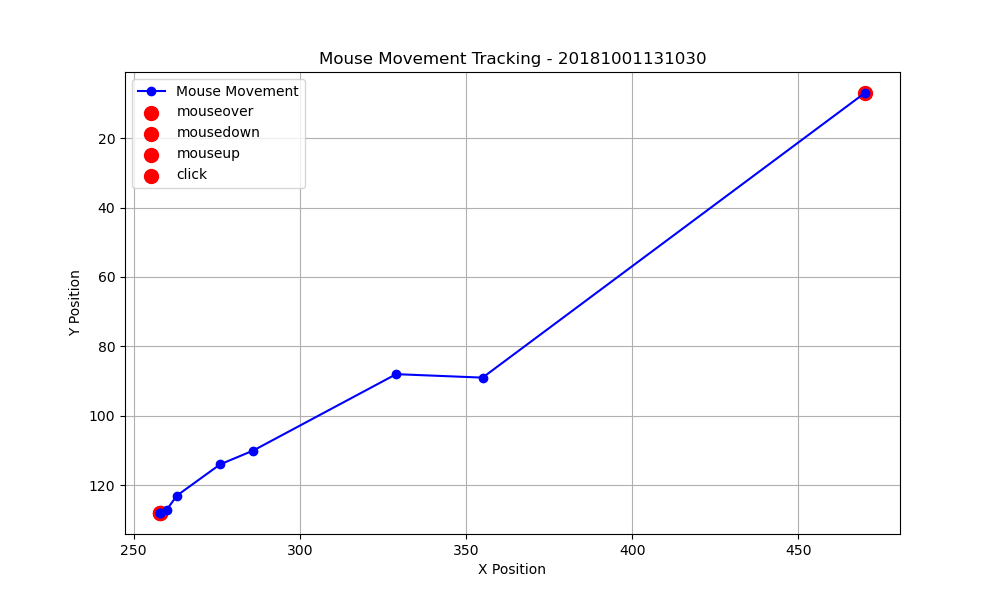 Mouse Movement Tracking - 20181001131030
Mouse Movement
mouseover
mousedown
mouseup
click
20
40
60
80
100
120
Y Position
250
300
350
400
450
X Position